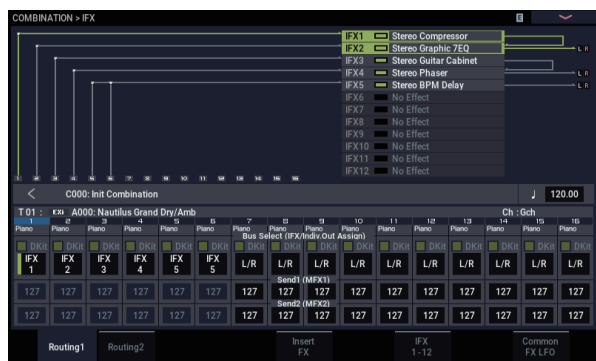 COMBINATION > IFX E
IFX1 Stereo Compressor
IFX2 Stereo Graphic 7EQ L R
IFX3 Stereo Guitar Cabinet
IFX4 Stereo Phaser L R
IFX5 Stereo BPM Delay L R
IFX6 No Effect
IFX7 No Effect
IFX8 No Effect
IFX9 No Effect
IFX10 No Effect
IFX11 No Effect
IFX12 No Effect
1 2 3 4 5 6 7 8 9 10 11 12 13 14 15 16
< C000: Init Combination ♩ 120.00
T 01 : EXi A000: Nautilus Grand Dry/Amb Ch : Gch
1 2 3 4 5 6 7 8 9 10 11 12 13 14 15 16
Piano Piano Piano Piano Piano Piano Piano Piano Piano Piano Piano Piano Piano Piano Piano Piano
Bus Select (IFX/Indiv.Out Assign)
DKit DKit DKit DKit DKit DKit DKit DKit DKit DKit DKit DKit DKit DKit DKit DKit
IFX 1 IFX 2 IFX 3 IFX 4 IFX 5 IFX 5 L/R L/R L/R L/R L/R L/R L/R L/R L/R L/R
Send1 (MFX1)
127 127 127 127 127 127 127 127 127 127 127 127 127 127 127 127
Send2 (MFX2)
127 127 127 127 127 127 127 127 127 127 127 127 127 127 127 127
Routing1 Routing2 Insert FX IFX 1-12 Common FX LFO